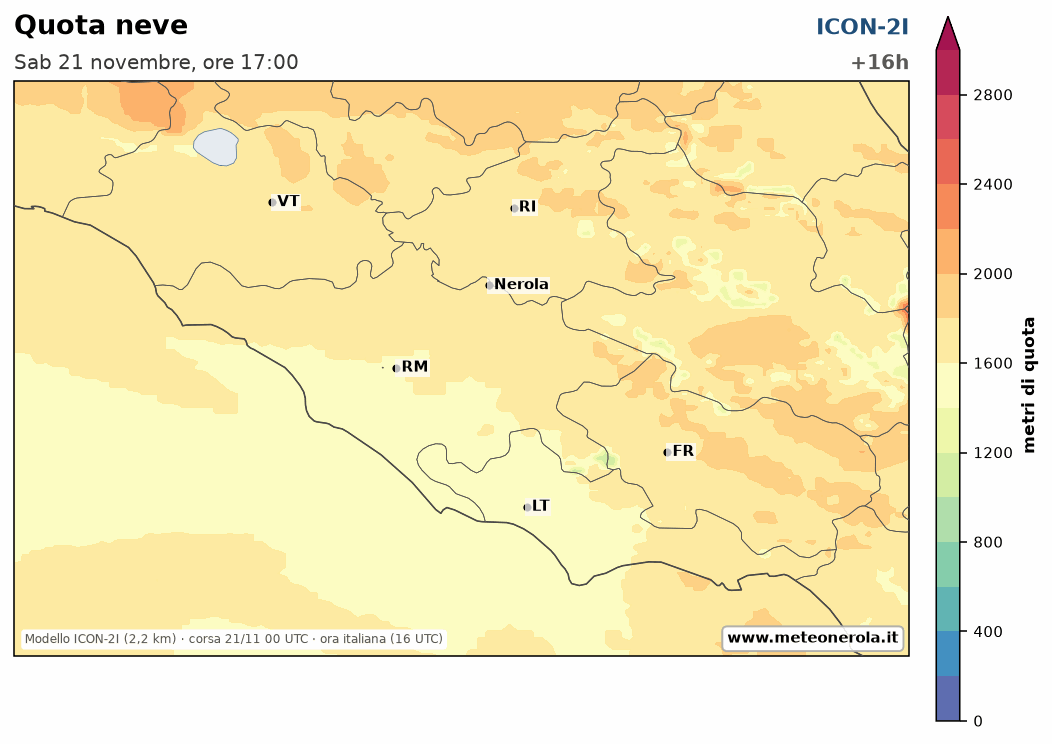 Quota neve
ICON-2I
Sab 21 novembre, ore 17:00
+16h
VT
RI
Nerola
RM
FR
LT
Modello ICON-2I (2,2 km) · corsa 21/11 00 UTC · ora italiana (16 UTC)
www.meteonerola.it
2800
2400
2000
1600
1200
800
400
0
metri di quota